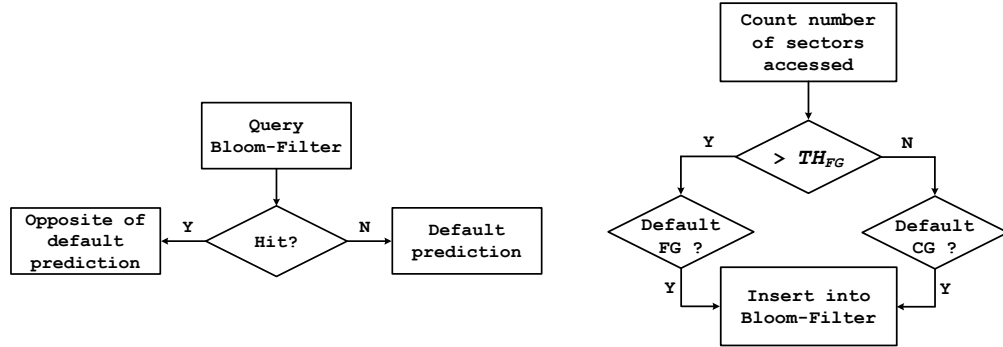 Query
Bloom-Filter
Hit?
Y
N
Opposite of
default
prediction
Default
prediction
Count number
of sectors
accessed
> TH_FG
Y
N
Default
FG ?
Default
CG ?
Y
Y
Insert into
Bloom-Filter